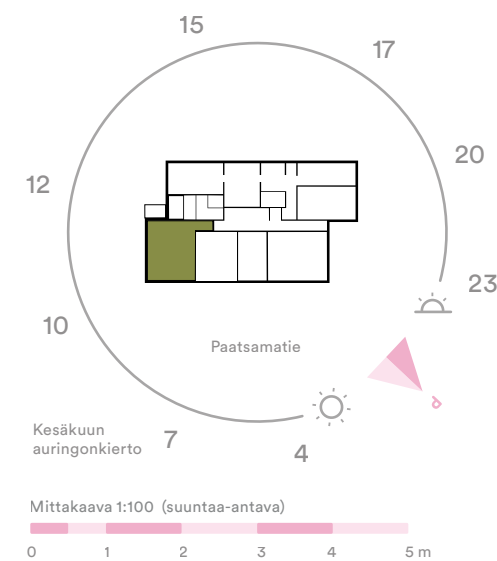 15
17
12
20
23
10
Paatsamatie
Kesäkuun
auringonkierto
7
4
P
Mittakaava 1:100 (suuntaa-antava)
0 1 2 3 4 5 m